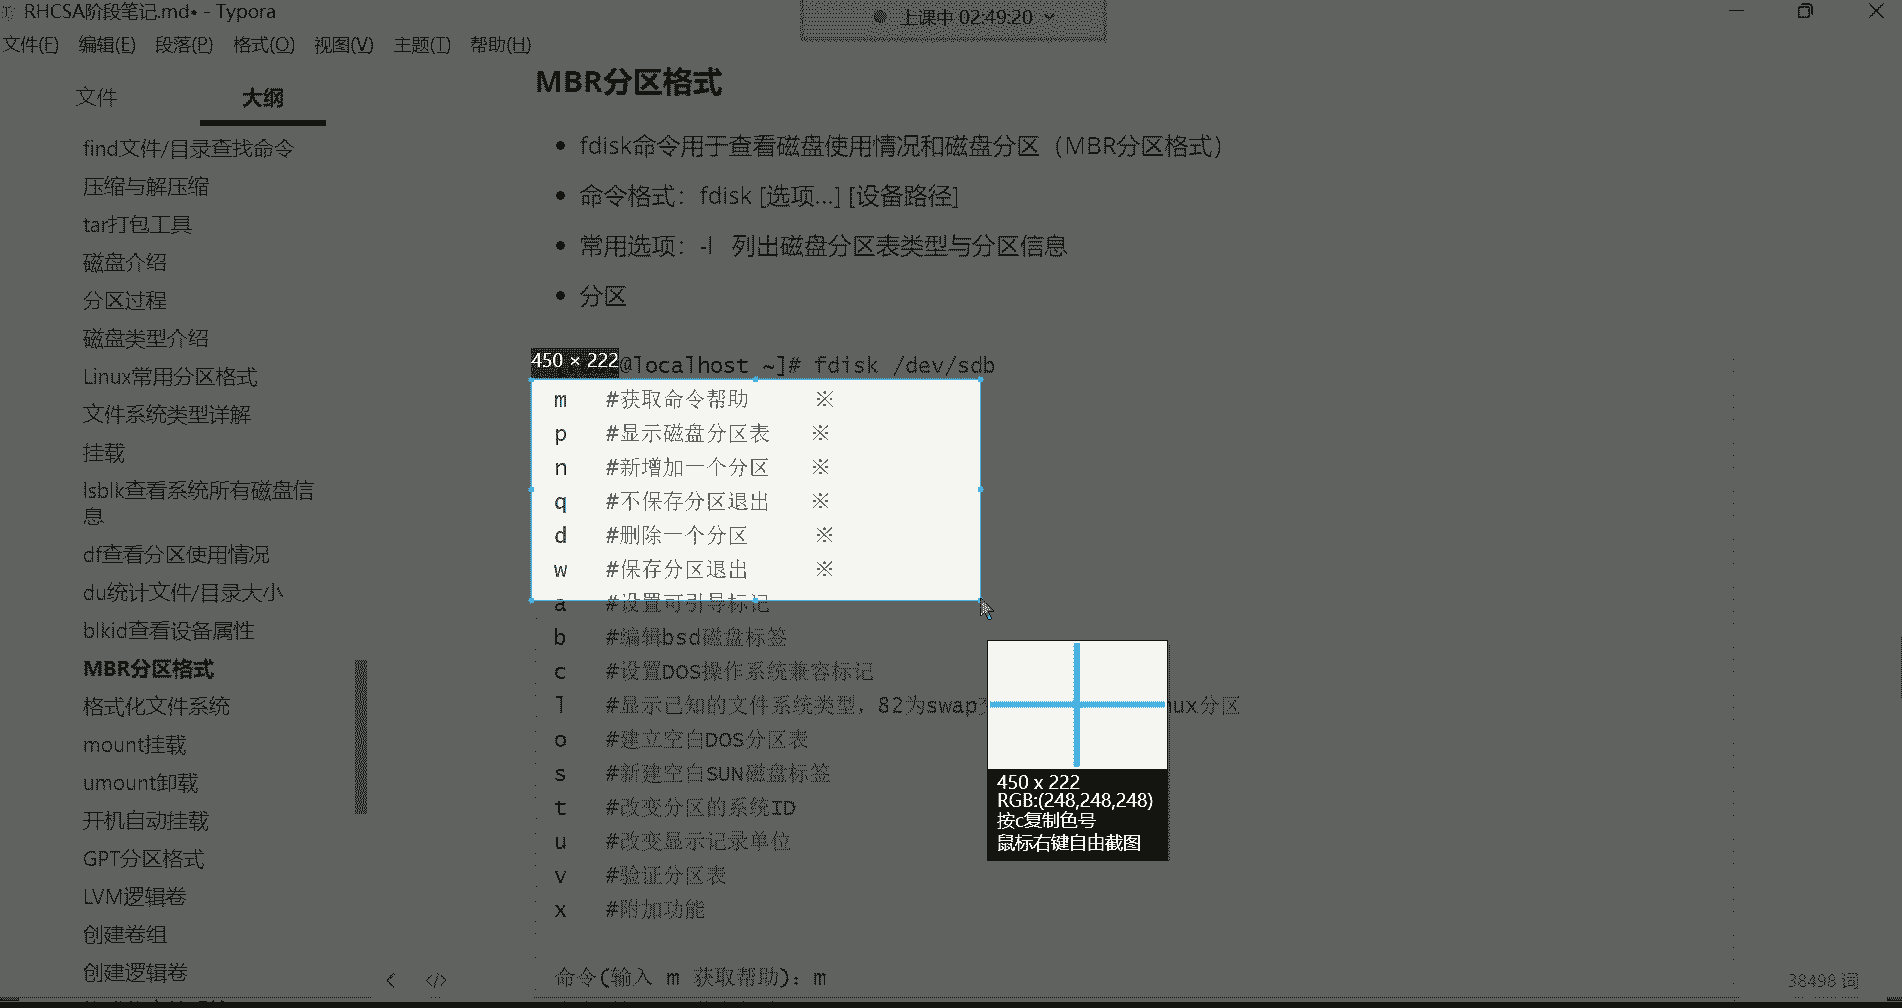 RHCSA阶段笔记.md• - Typora
上课中 02:49:20
文件(F) 编辑(E) 段落(P) 格式(O) 视图(V) 主题(T) 帮助(H)
文件 大纲
find文件/目录查找命令
压缩与解压缩
tar打包工具
磁盘介绍
分区过程
磁盘类型介绍
Linux常用分区格式
文件系统类型详解
挂载
lsblk查看系统所有磁盘信
息
df查看分区使用情况
du统计文件/目录大小
blkid查看设备属性
MBR分区格式
格式化文件系统
mount挂载
umount卸载
开机自动挂载
GPT分区格式
LVM逻辑卷
创建卷组
创建逻辑卷
MBR分区格式
• fdisk命令用于查看磁盘使用情况和磁盘分区（MBR分区格式）
• 命令格式：fdisk [选项...] [设备路径]
• 常用选项：-l 列出磁盘分区表类型与分区信息
• 分区
450 × 222
@localhost ~]# fdisk /dev/sdb
m #获取命令帮助 ※
p #显示磁盘分区表 ※
n #新增加一个分区 ※
q #不保存分区退出 ※
d #删除一个分区 ※
w #保存分区退出 ※
a #设置可引导标记
b #编辑bsd磁盘标签
c #设置DOS操作系统兼容标记
l #显示已知的文件系统类型，82为swap nux分区
o #建立空白DOS分区表
s #新建空白SUN磁盘标签
t #改变分区的系统ID
u #改变显示记录单位
v #验证分区表
x #附加功能
命令(输入 m 获取帮助)：m
450 x 222
RGB:(248,248,248)
按c复制色号
鼠标右键自由截图
38498 词